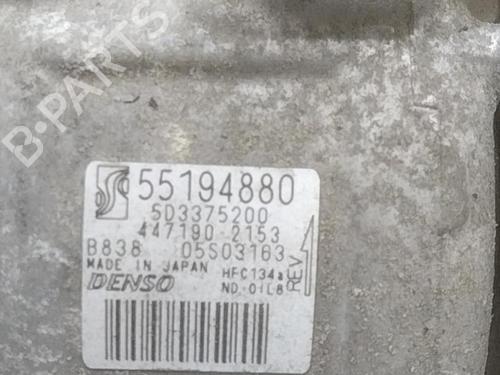 B-PARTS
55194880
5D3375200
447190-2153
B838 05S03163
MADE IN JAPAN HFC134a
DENSO ND-OIL8
REV